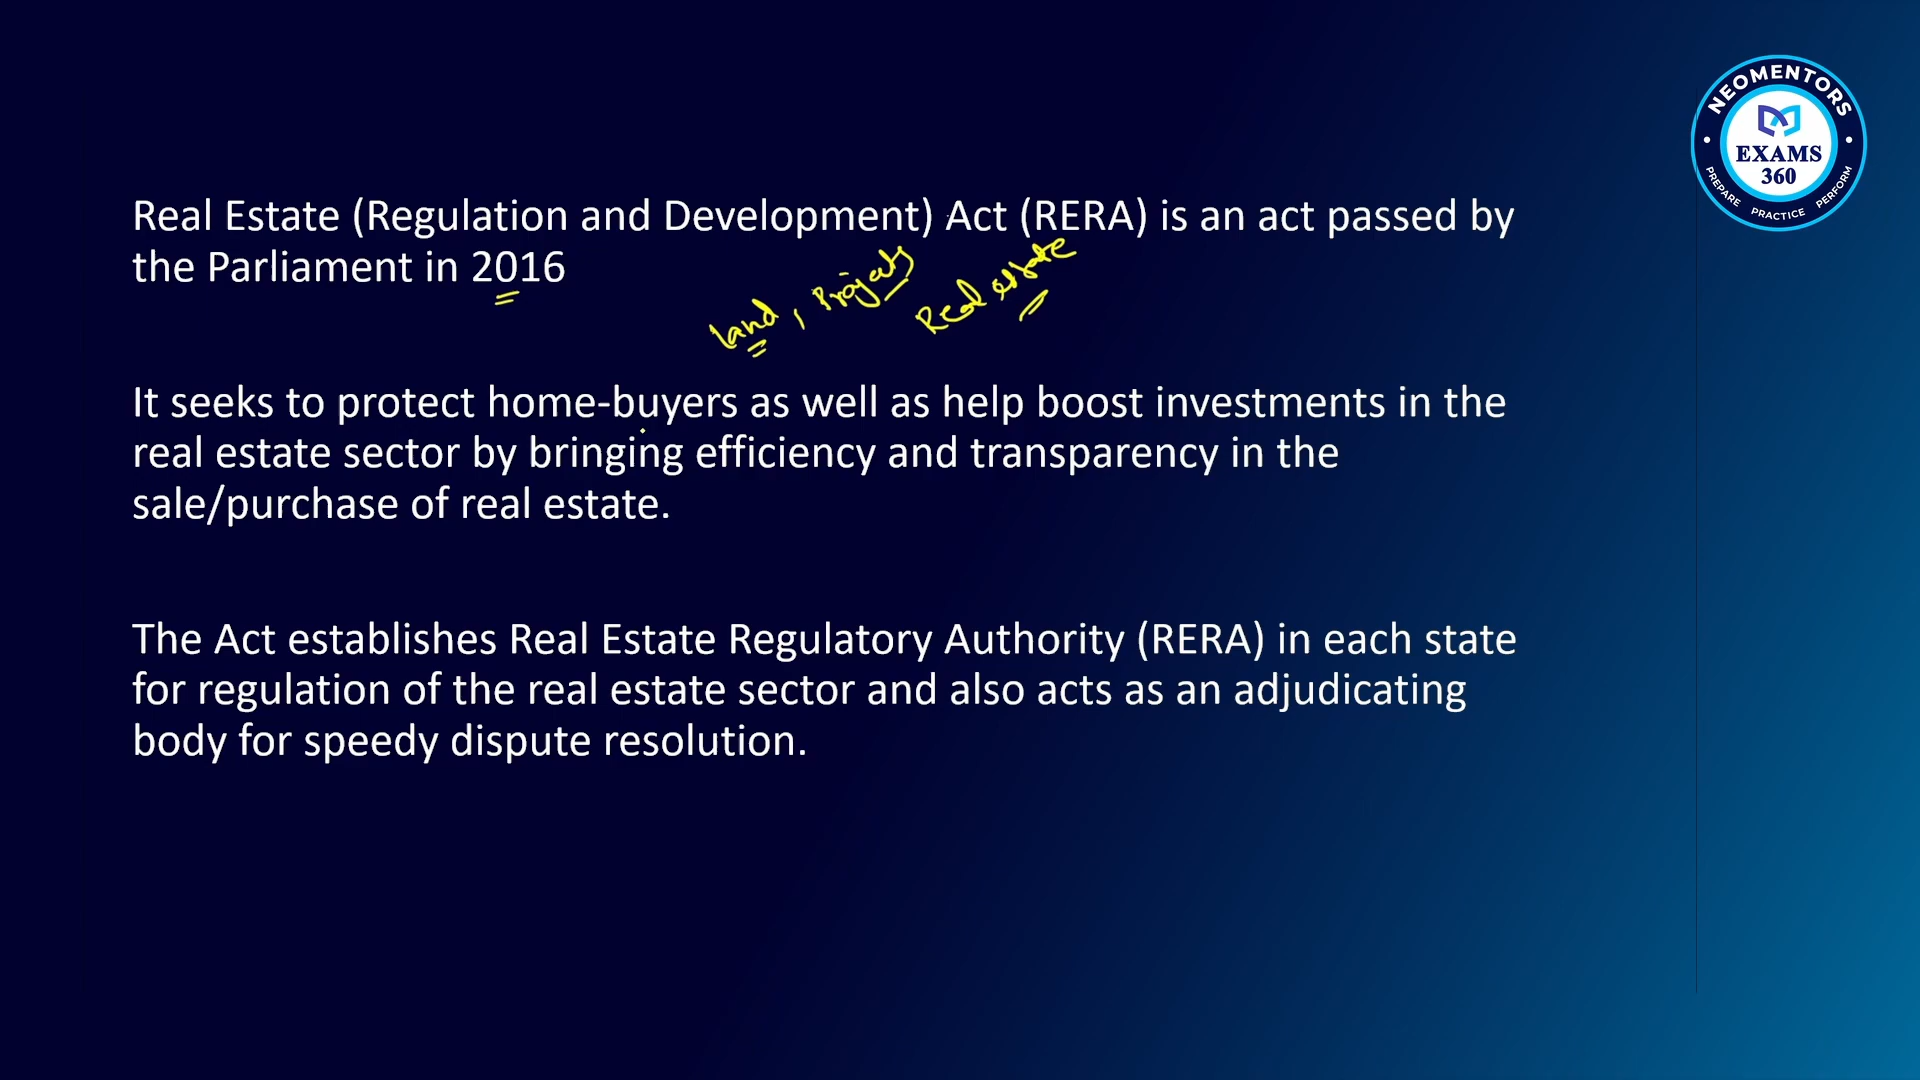 NEOMENTORS
EXAMS
360
PREPARE PRACTICE PERFORM
Real Estate (Regulation and Development) Act (RERA) is an act passed by
the Parliament in 2016
Land, Projects Real estate
It seeks to protect home-buyers as well as help boost investments in the
real estate sector by bringing efficiency and transparency in the
sale/purchase of real estate.
The Act establishes Real Estate Regulatory Authority (RERA) in each state
for regulation of the real estate sector and also acts as an adjudicating
body for speedy dispute resolution.